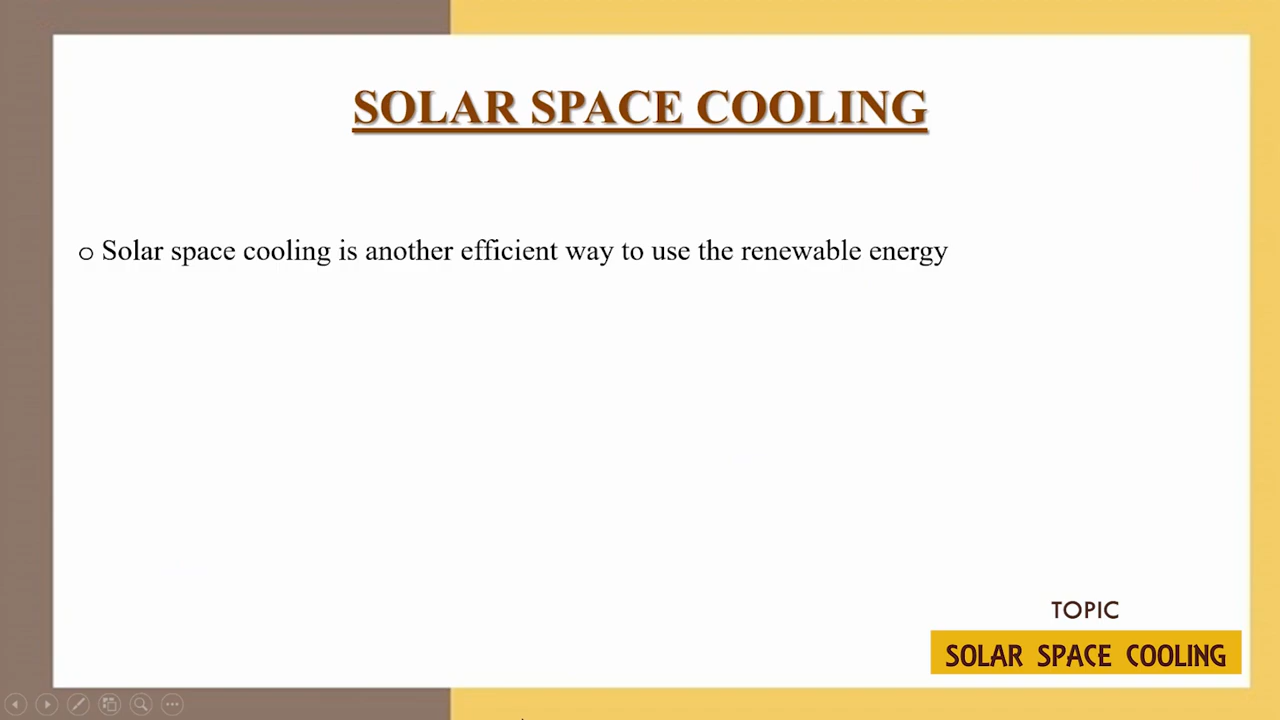 SOLAR SPACE COOLING
o Solar space cooling is another efficient way to use the renewable energy
TOPIC
SOLAR SPACE COOLING